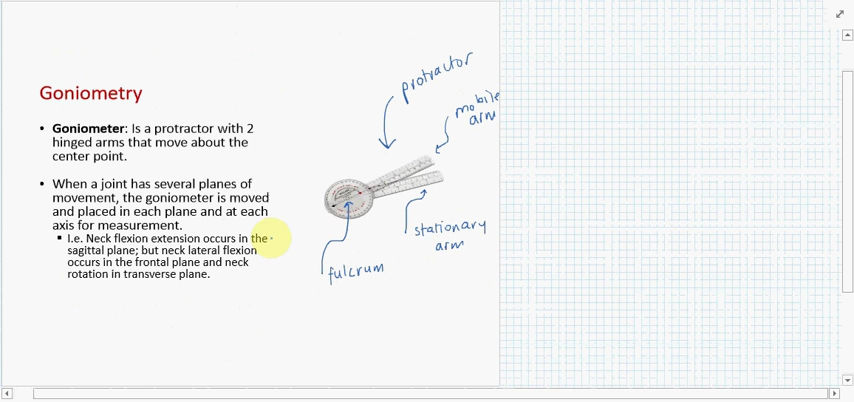 Goniometry
• Goniometer: Is a protractor with 2
hinged arms that move about the
center point.
• When a joint has several planes of
movement, the goniometer is moved
and placed in each plane and at each
axis for measurement.
▪ I.e. Neck flexion extension occurs in the
sagittal plane; but neck lateral flexion
occurs in the frontal plane and neck
rotation in transverse plane.
protractor
mobile
arm
stationary
arm
fulcrum